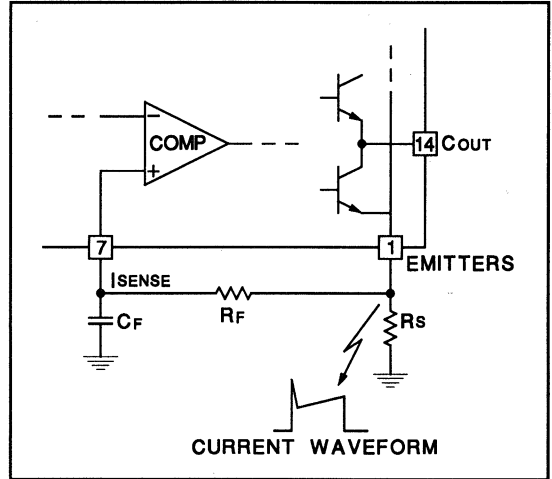 −
COMP
+
14 COUT
7
1
EMITTERS
ISENSE
CF
RF
RS
CURRENT WAVEFORM